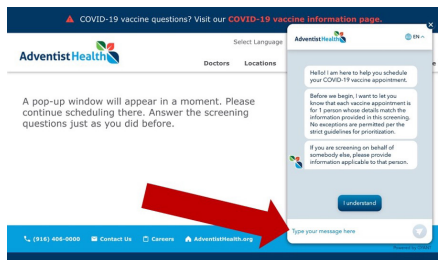 COVID-19 vaccine questions? Visit our COVID-19 vaccine information page.
Select Language
Adventist Health
Doctors Locations
A pop-up window will appear in a moment. Please
continue scheduling there. Answer the screening
questions just as you did before.
Adventist Health
EN
Hello! I am here to help you schedule
your COVID-19 vaccine appointment.
Before we begin, I want to let you
know that each vaccine appointment is
for 1 person whose details match the
information provided in this screening.
No exceptions are permitted per the
strict guidelines for prioritization.
If you are screening on behalf of
somebody else, please provide
information applicable to that person.
I understand
Type your message here
(916) 406-0000 Contact Us Careers AdventistHealth.org